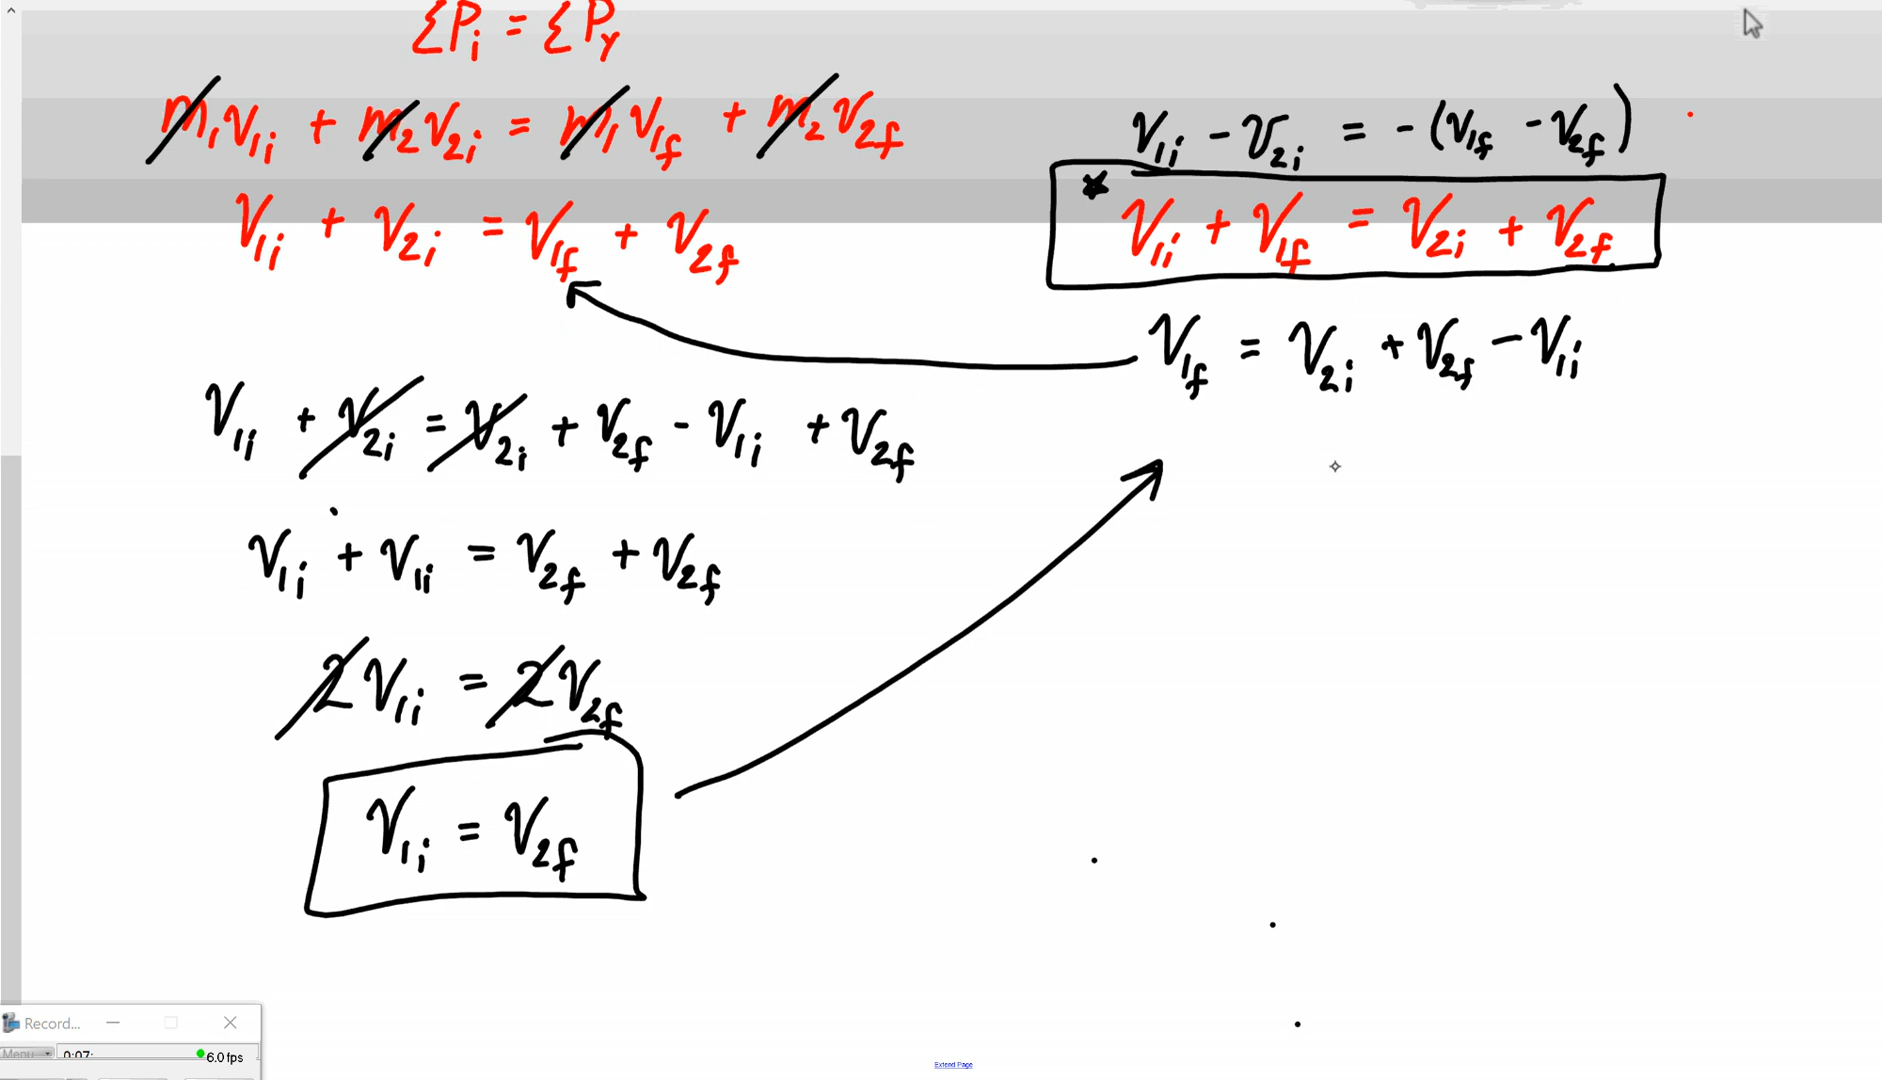 ΣPi = ΣPy
m₁V₁i + m₂V₂i = m₁V₁f + m₂V₂f
V₁i + V₂i = V₁f + V₂f
V₁i + V₂i = V₂i + V₂f - V₁i + V₂f
V₁i + V₁i = V₂f + V₂f
2V₁i = 2V₂f
V₁i = V₂f
V₁i - V₂i = -(V₁f - V₂f)
* V₁i + V₁f = V₂i + V₂f
V₁f = V₂i + V₂f - V₁i
Record...
Menu 0:07: 6.0 fps
Extend Page